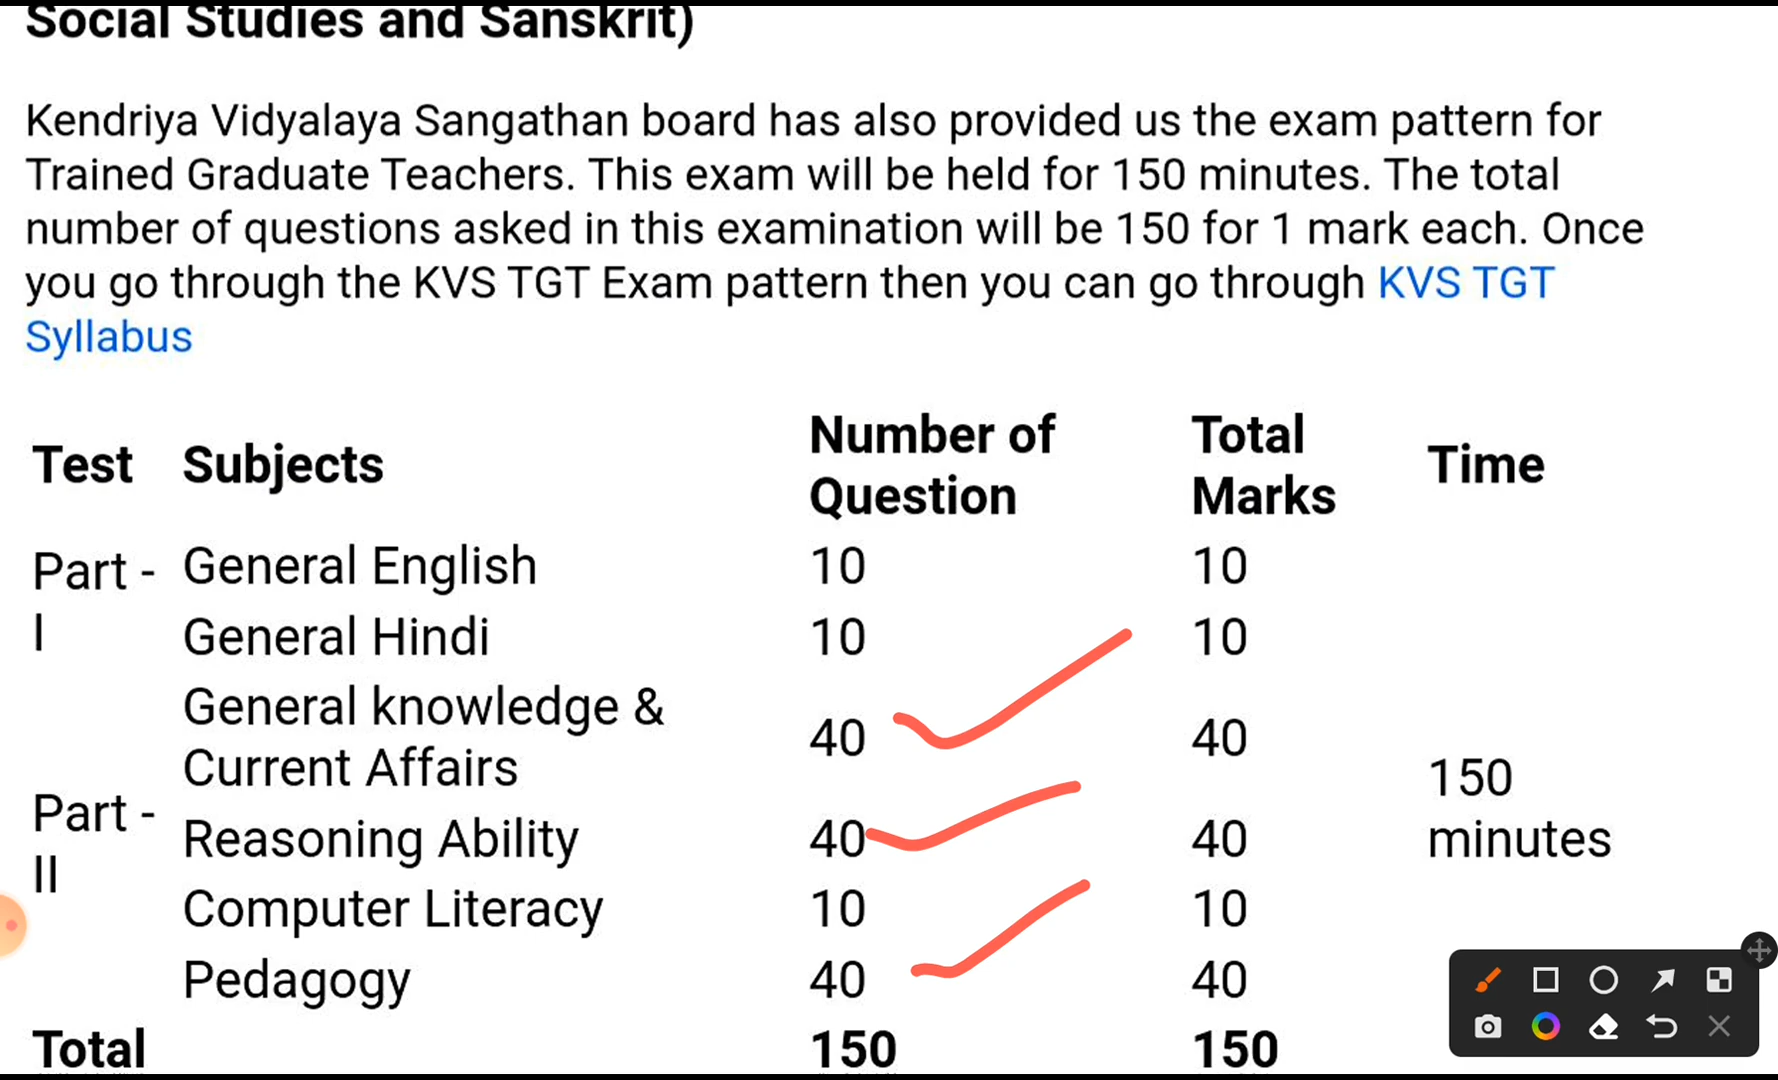 Social Studies and Sanskrit)
Kendriya Vidyalaya Sangathan board has also provided us the exam pattern for
Trained Graduate Teachers. This exam will be held for 150 minutes. The total
number of questions asked in this examination will be 150 for 1 mark each. Once
you go through the KVS TGT Exam pattern then you can go through KVS TGT
Syllabus
Test Subjects Number of Question Total Marks Time
Part - I General English 10 10
General Hindi 10 10
General knowledge & Current Affairs 40 40
Part - II Reasoning Ability 40 40 150 minutes
Computer Literacy 10 10
Pedagogy 40 40
Total 150 150